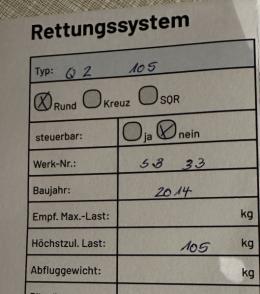 Rettungssystem
Typ: Q 2 105
Rund Kreuz SQR
steuerbar: ja nein
Werk-Nr.: 58 33
Baujahr: 2014
Empf. Max.-Last: kg
Höchstzul. Last: 105 kg
Abfluggewicht: kg